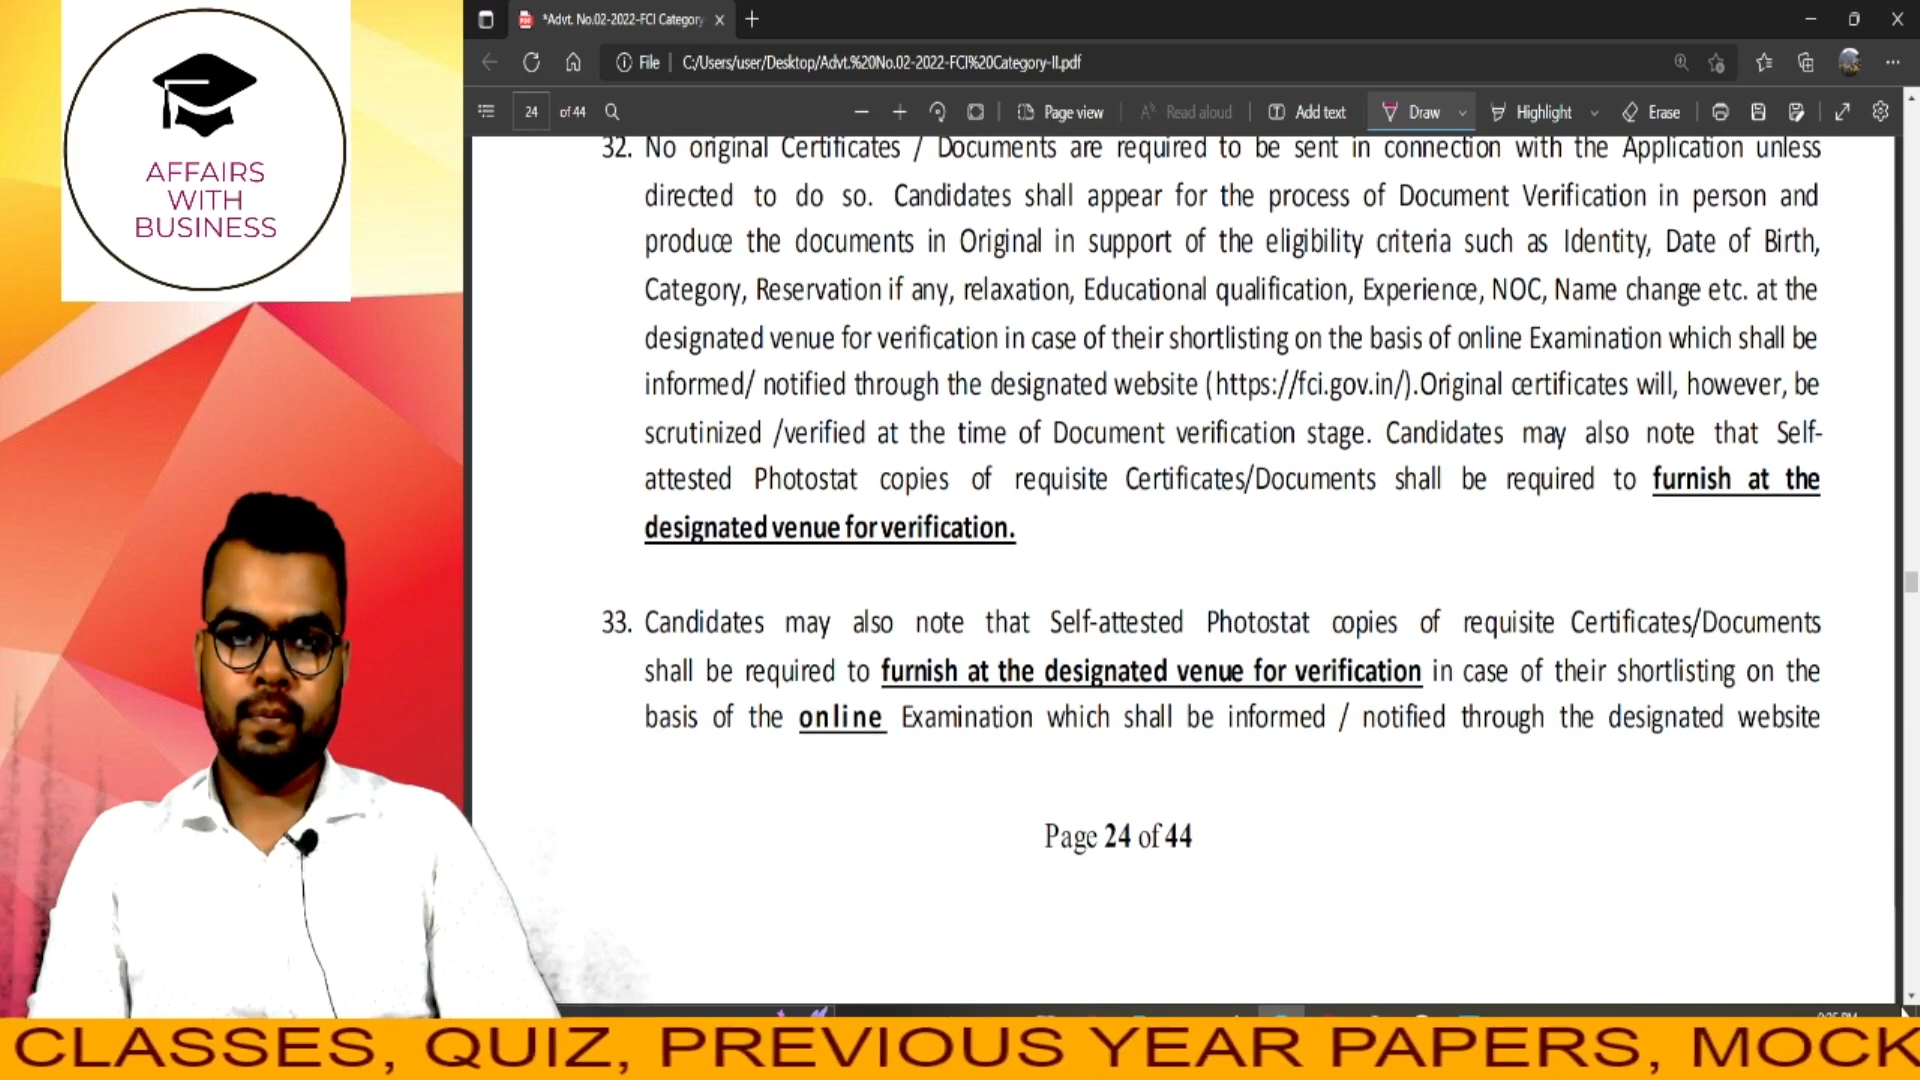 AFFAIRS
WITH
BUSINESS
*Advt. No.02-2022-FCI Category
File
C:/Users/user/Desktop/Advt.%20No.02-2022-FCI%20Category-II.pdf
24 of 44
Page view
Read aloud
Add text
Draw
Highlight
Erase
32. No original Certificates / Documents are required to be sent in connection with the Application unless
directed to do so. Candidates shall appear for the process of Document Verification in person and
produce the documents in Original in support of the eligibility criteria such as Identity, Date of Birth,
Category, Reservation if any, relaxation, Educational qualification, Experience, NOC, Name change etc. at the
designated venue for verification in case of their shortlisting on the basis of online Examination which shall be
informed/ notified through the designated website (https://fci.gov.in/).Original certificates will, however, be
scrutinized /verified at the time of Document verification stage. Candidates may also note that Self-
attested Photostat copies of requisite Certificates/Documents shall be required to furnish at the
designated venue for verification.
33. Candidates may also note that Self-attested Photostat copies of requisite Certificates/Documents
shall be required to furnish at the designated venue for verification in case of their shortlisting on the
basis of the online Examination which shall be informed / notified through the designated website
Page 24 of 44
CLASSES, QUIZ, PREVIOUS YEAR PAPERS, MOCK